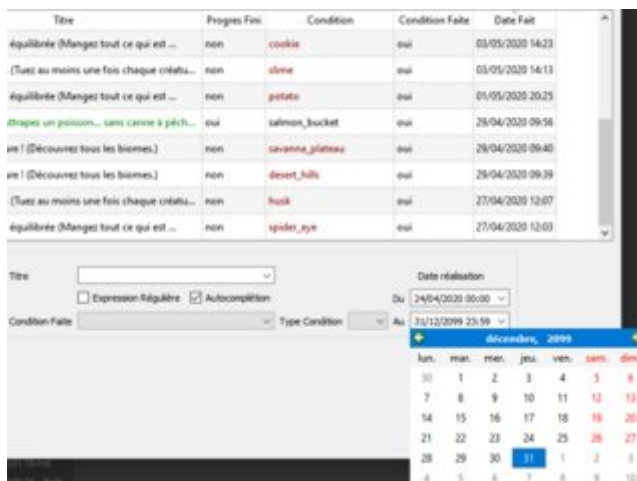 Titre Progres Fini Condition Condition Faite Date Fait
équilibrée (Mangez tout ce qui est ... non cookie oui 03/05/2020 14:23
(Tuez au moins une fois chaque créatu... non slime oui 03/05/2020 14:13
équilibrée (Mangez tout ce qui est ... non potato oui 01/05/2020 20:25
ttrapes un poisson... sans canne à pêch... oui salmon_bucket oui 29/04/2020 09:56
ure ! (Découvrez tous les biomes.) non savanna_plateau oui 29/04/2020 09:40
ure ! (Découvrez tous les biomes.) non desert_hills oui 29/04/2020 09:39
(Tuez au moins une fois chaque créatu... non husk oui 27/04/2020 12:07
équilibrée (Mangez tout ce qui est ... non spider_eye oui 27/04/2020 12:03
Titre Date réalisation
Expression Régulière Autocomplétion Du 24/04/2020 00:00
Condition Faite Type Condition Au 31/12/2099 23:59
décembre, 2099
lun. mar. mer. jeu. ven. sam. dim
30 1 2 3 4 5 6
7 8 9 10 11 12 13
14 15 16 17 18 19 20
21 22 23 24 25 26 27
28 29 30 31 1 2 3
4 5 6 7 8 9 10